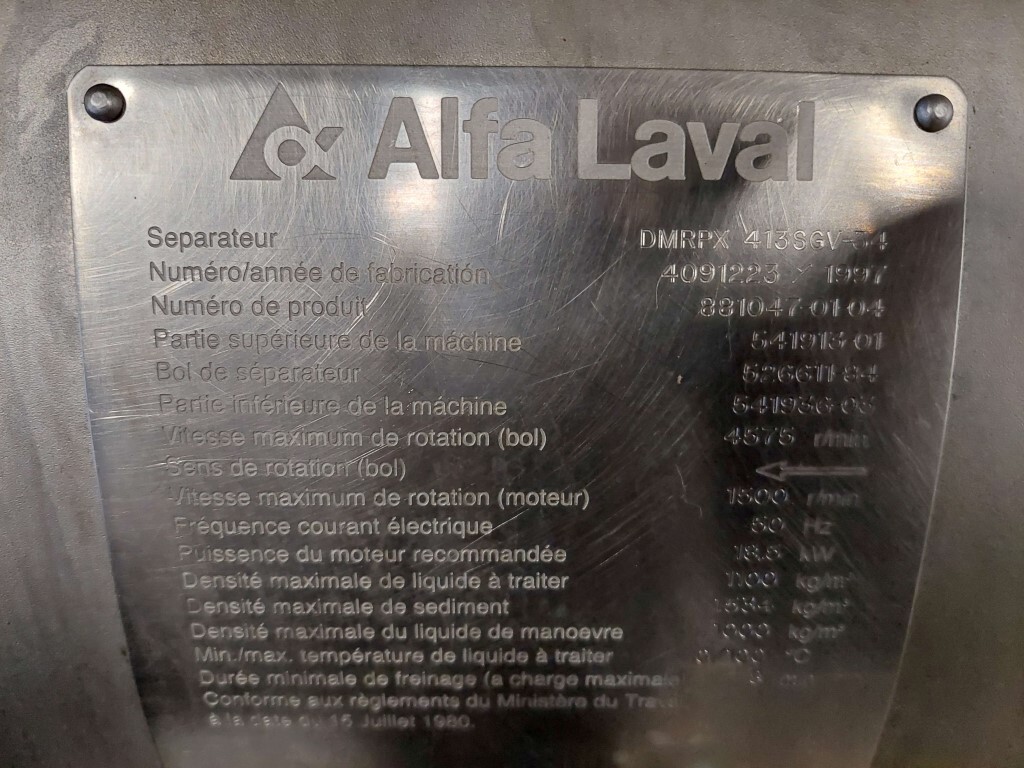 Alfa Laval
Separateur DMRPX 413SGV-34
Numéro/année de fabrication 4091223 / 1997
Numéro de produit 881047-01-04
Partie supérieure de la máchine 541913-01
Bol de séparateur
Partie inférieure de la máchine
Vitesse maximum de rotation (bol) 4575 r/min
Sens de rotation (bol)
Vitesse maximum de rotation (moteur) 1500 r/min
Fréquence courant électrique 50 Hz
Puissence du moteur recommandée 18.5 kW
Densité maximale de liquide à traiter 1100 kg/m³
Densité maximale de sediment kg/m³
Densité maximale du liquide de manoevre 1000 kg/m³
Min./max. température de liquide à traiter °C
Durée minimale de freinage (a charge maximale
Conforme aux règlements du Ministère du
à la date du 15 Juillet 1980.